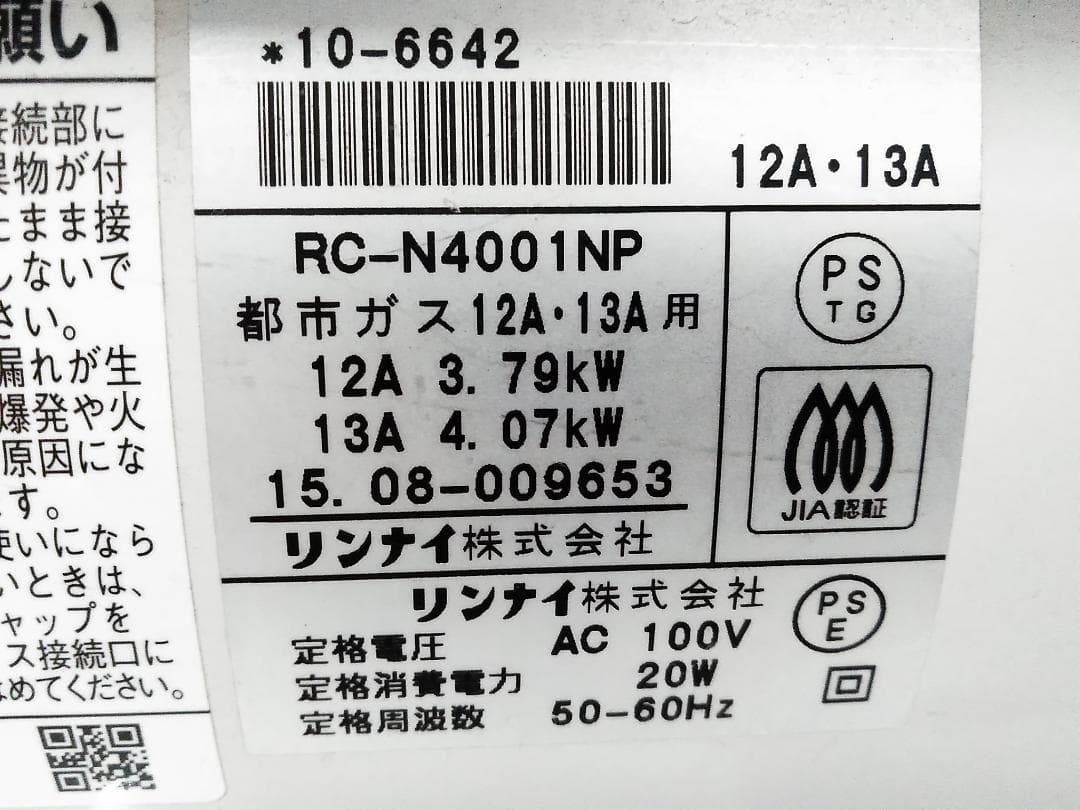 願い
接続部に
異物が付
たまま接
しないで
さい。
漏れが生
爆発や火
原因にな
ます。
使いになら
いときは、
ャップを
ス接続口に
なめてください。
*10-6642
12A・13A
RC-N4001NP
都市ガス12A・13A用
12A 3.79kW
13A 4.07kW
15.08-009653
リンナイ株式会社
PS
TG
JIA認証
リンナイ株式会社
定格電圧 AC 100V
定格消費電力 20W
定格周波数 50-60Hz
PS
E